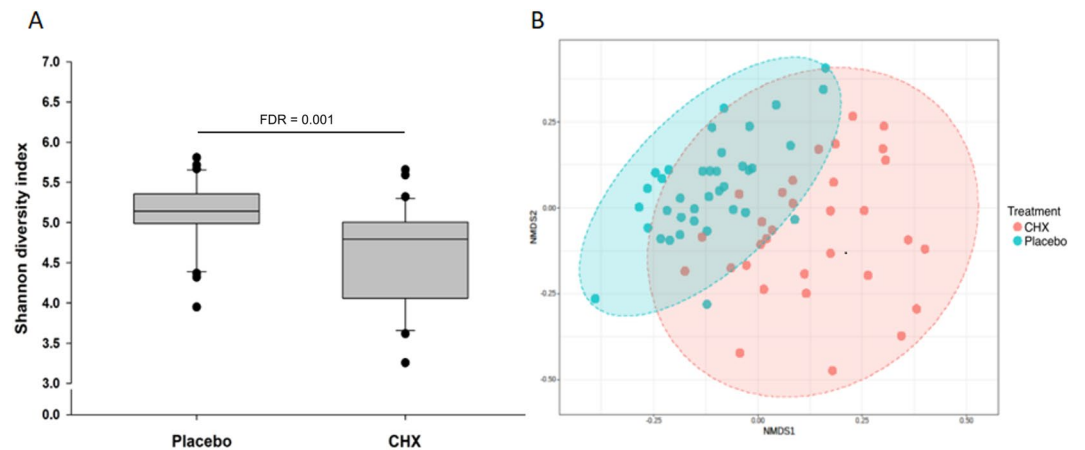 A
Shannon diversity index
7.0
6.5
6.0
5.5
5.0
4.5
4.0
3.5
3.0
0.0
FDR = 0.001
Placebo
CHX
B
NMDS2
0.25
0.00
-0.25
-0.50
-0.25
0.00
0.25
0.50
NMDS1
Treatment
CHX
Placebo